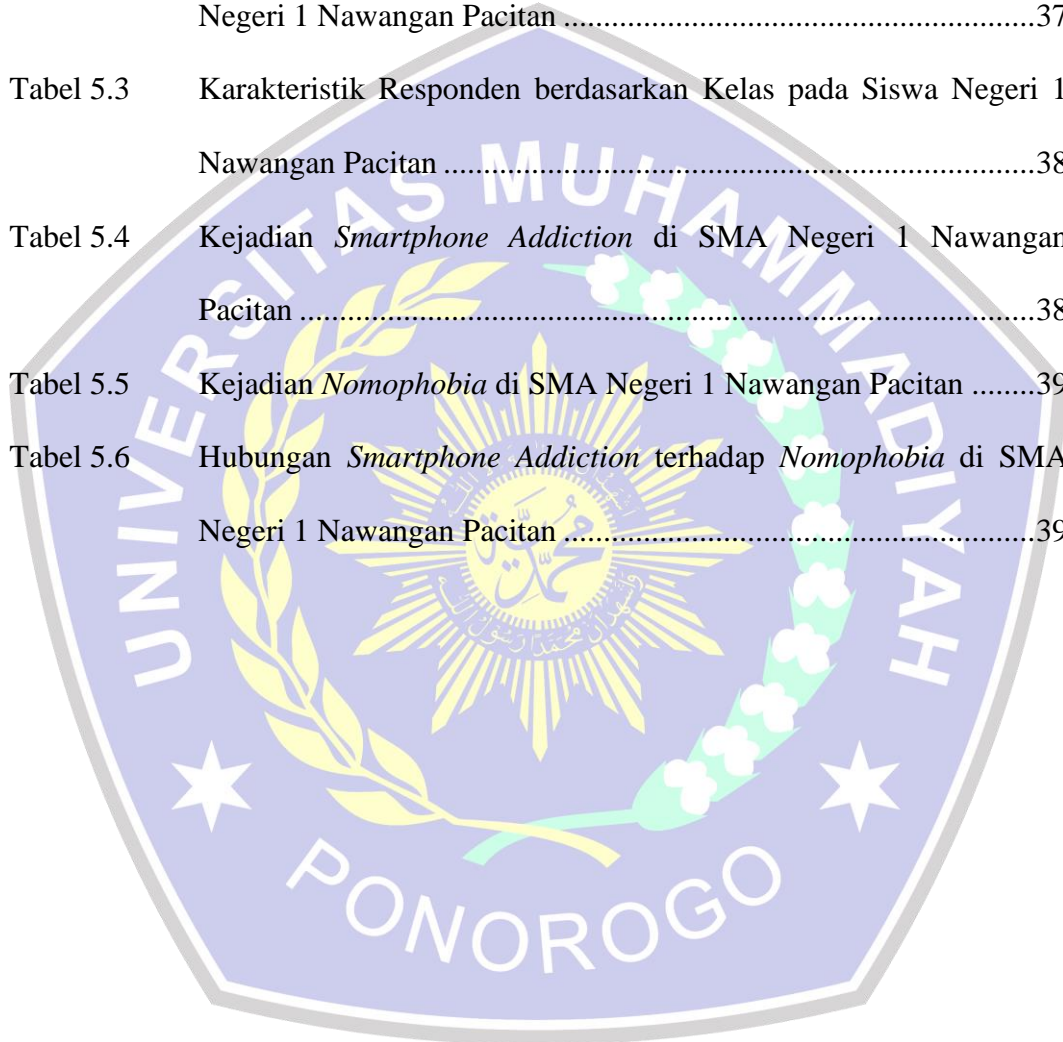 Negeri 1 Nawangan Pacitan ................................................................37
Tabel 5.3 Karakteristik Responden berdasarkan Kelas pada Siswa Negeri 1
Nawangan Pacitan ................................................................38
Tabel 5.4 Kejadian Smartphone Addiction di SMA Negeri 1 Nawangan
Pacitan ................................................................38
Tabel 5.5 Kejadian Nomophobia di SMA Negeri 1 Nawangan Pacitan ........39
Tabel 5.6 Hubungan Smartphone Addiction terhadap Nomophobia di SMA
Negeri 1 Nawangan Pacitan ................................................................39
UNIVERSITAS MUHAMMADIYAH
PONOROGO
محمدية